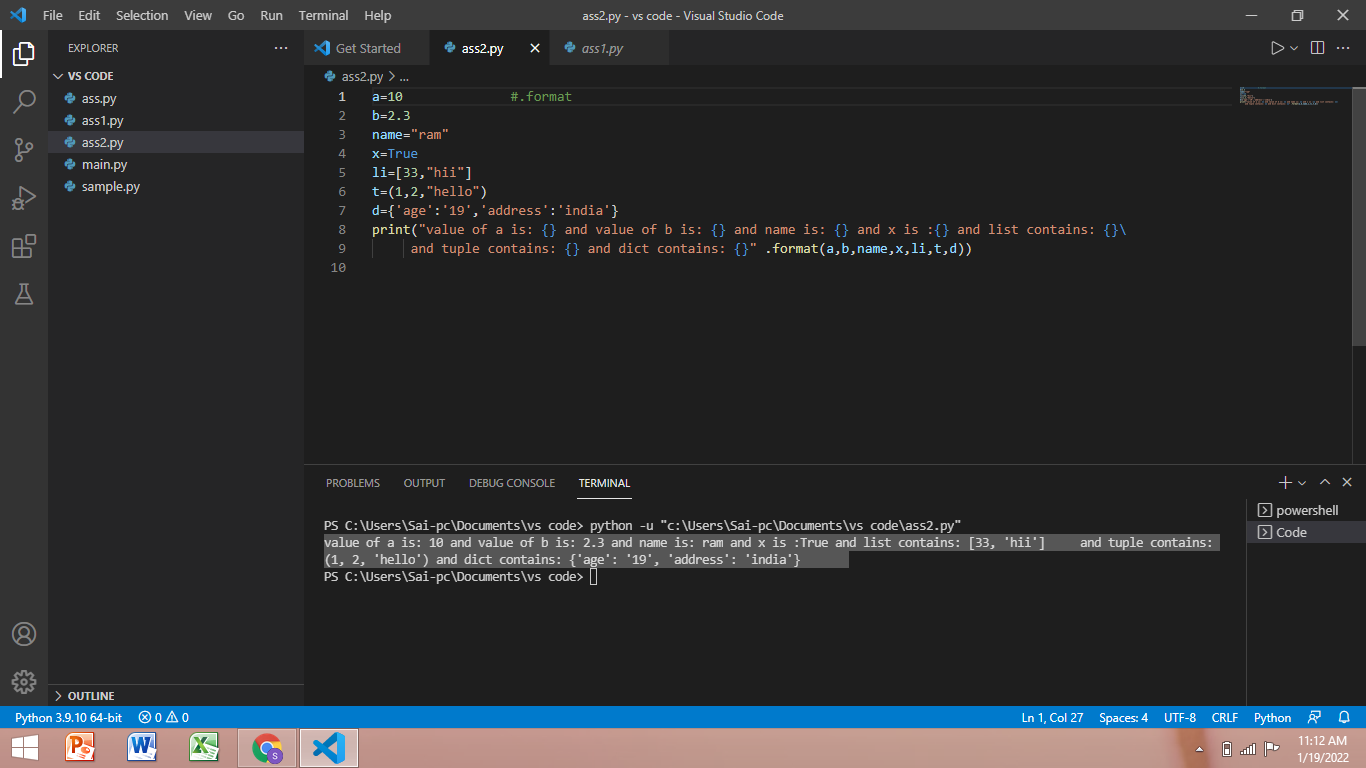 File Edit Selection View Go Run Terminal Help ass2.py - vs code - Visual Studio Code
EXPLORER
VS CODE
ass.py
ass1.py
ass2.py
main.py
sample.py
OUTLINE
Get Started ass2.py ass1.py
ass2.py > ...
1 a=10 #.format
2 b=2.3
3 name="ram"
4 x=True
5 li=[33,"hii"]
6 t=(1,2,"hello")
7 d={'age':'19','address':'india'}
8 print("value of a is: {} and value of b is: {} and name is: {} and x is :{} and list contains: {}\
9 and tuple contains: {} and dict contains: {}" .format(a,b,name,x,li,t,d))
10
PROBLEMS OUTPUT DEBUG CONSOLE TERMINAL
PS C:\Users\Sai-pc\Documents\vs code> python -u "c:\Users\Sai-pc\Documents\vs code\ass2.py"
value of a is: 10 and value of b is: 2.3 and name is: ram and x is :True and list contains: [33, 'hii']    and tuple contains:
(1, 2, 'hello') and dict contains: {'age': '19', 'address': 'india'}
PS C:\Users\Sai-pc\Documents\vs code>
powershell
Code
Python 3.9.10 64-bit 0 0 Ln 1, Col 27 Spaces: 4 UTF-8 CRLF Python
P W X S
11:12 AM
1/19/2022